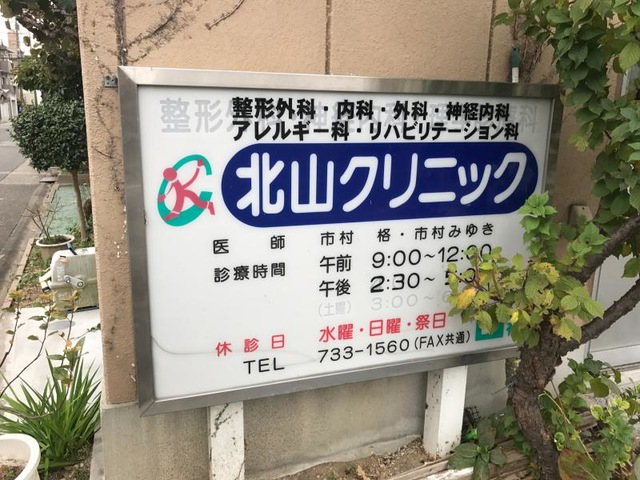 整形外科・内科・外科・神経内科
アレルギー科・リハビリテーション科
北山クリニック
医師 市村 格・市村みゆき
診療時間 午前 9:00～12:00
午後 2:30～
(土曜) 3:00～
休診日 水曜・日曜・祭日
TEL 733-1560(FAX共通)